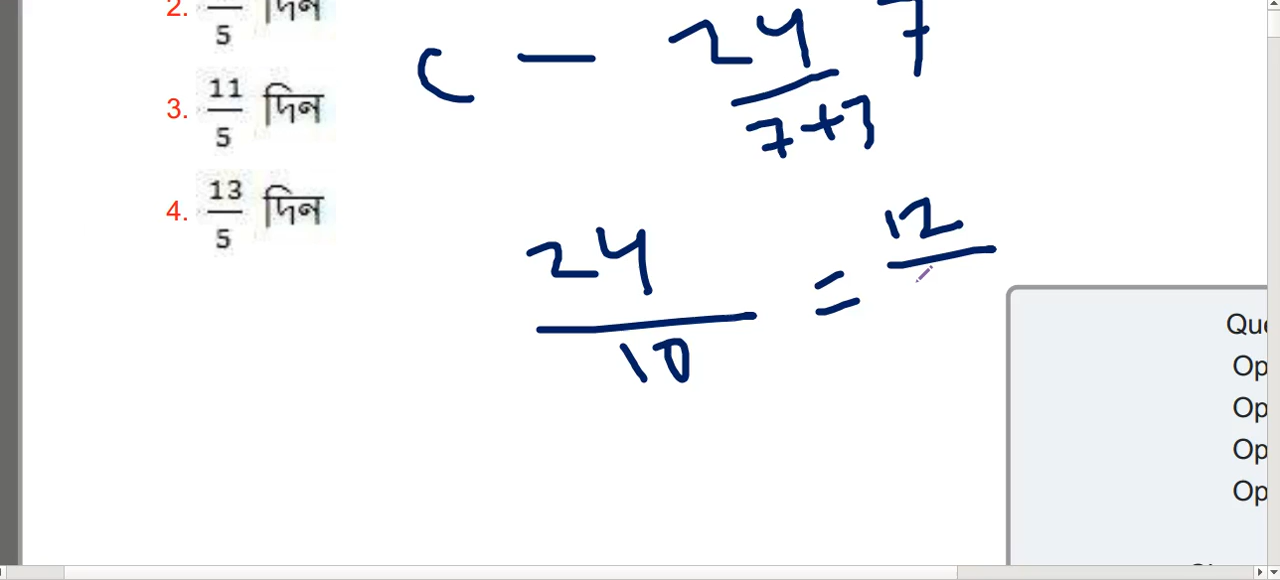 2. 5 দিন
3. 11/5 দিন
4. 13/5 দিন
C — 24/7+3 7
24/10 = 12/
Que
Op
Op
Op
Op